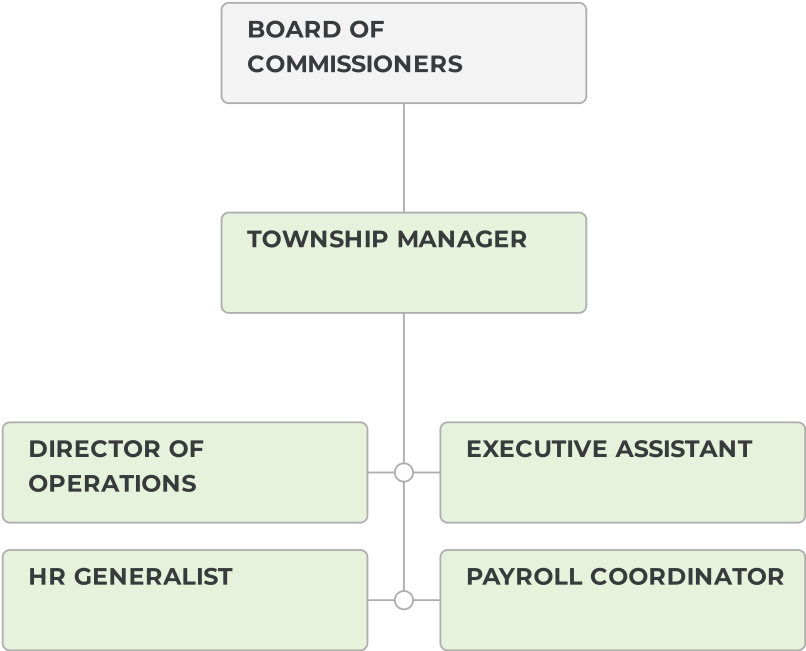 BOARD OF
COMMISSIONERS
TOWNSHIP MANAGER
DIRECTOR OF
OPERATIONS
EXECUTIVE ASSISTANT
HR GENERALIST
PAYROLL COORDINATOR